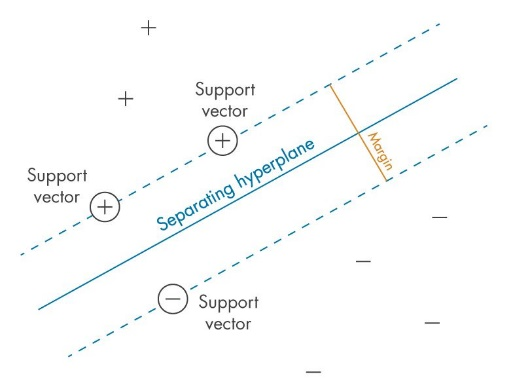 Support
vector
Support
vector
Separating hyperplane
Margin
Support
vector